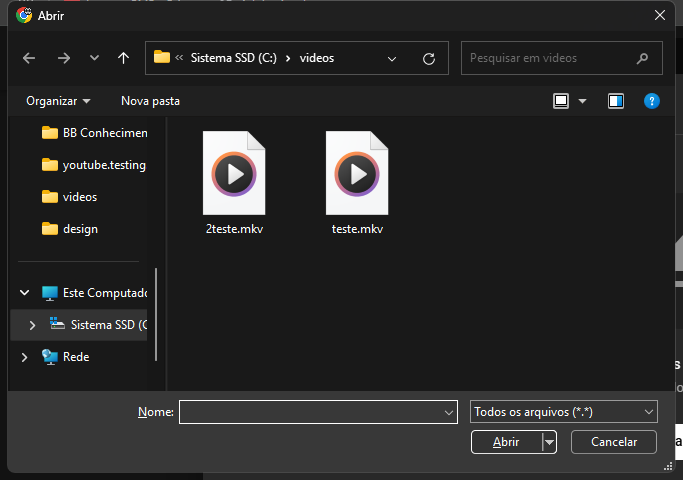 Abrir
Sistema SSD (C:) > videos
Pesquisar em videos
Organizar
Nova pasta
BB Conhecimen
youtube.testing
videos
design
Este Computado
Sistema SSD (C
Rede
2teste.mkv
teste.mkv
Nome:
Todos os arquivos (*.*)
Abrir
Cancelar